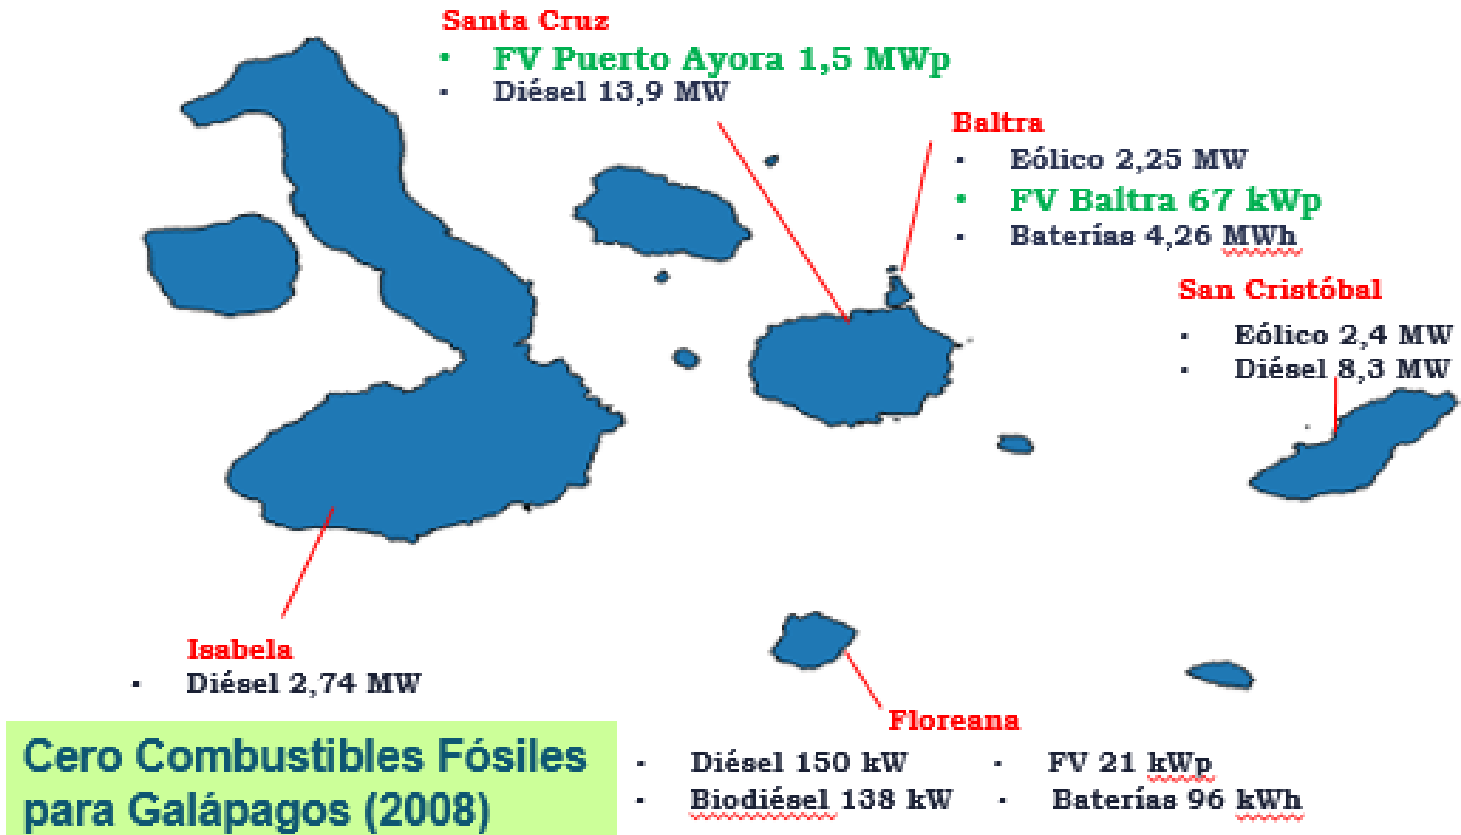 Santa Cruz
• FV Puerto Ayora 1,5 MWp
• Diésel 13,9 MW
Baltra
• Eólico 2,25 MW
• FV Baltra 67 kWp
• Baterías 4,26 MWh
San Cristóbal
• Eólico 2,4 MW
• Diésel 8,3 MW
Isabela
• Diésel 2,74 MW
Floreana
• Diésel 150 kW
• Biodiésel 138 kW
• FV 21 kWp
• Baterías 96 kWh
Cero Combustibles Fósiles
para Galápagos (2008)